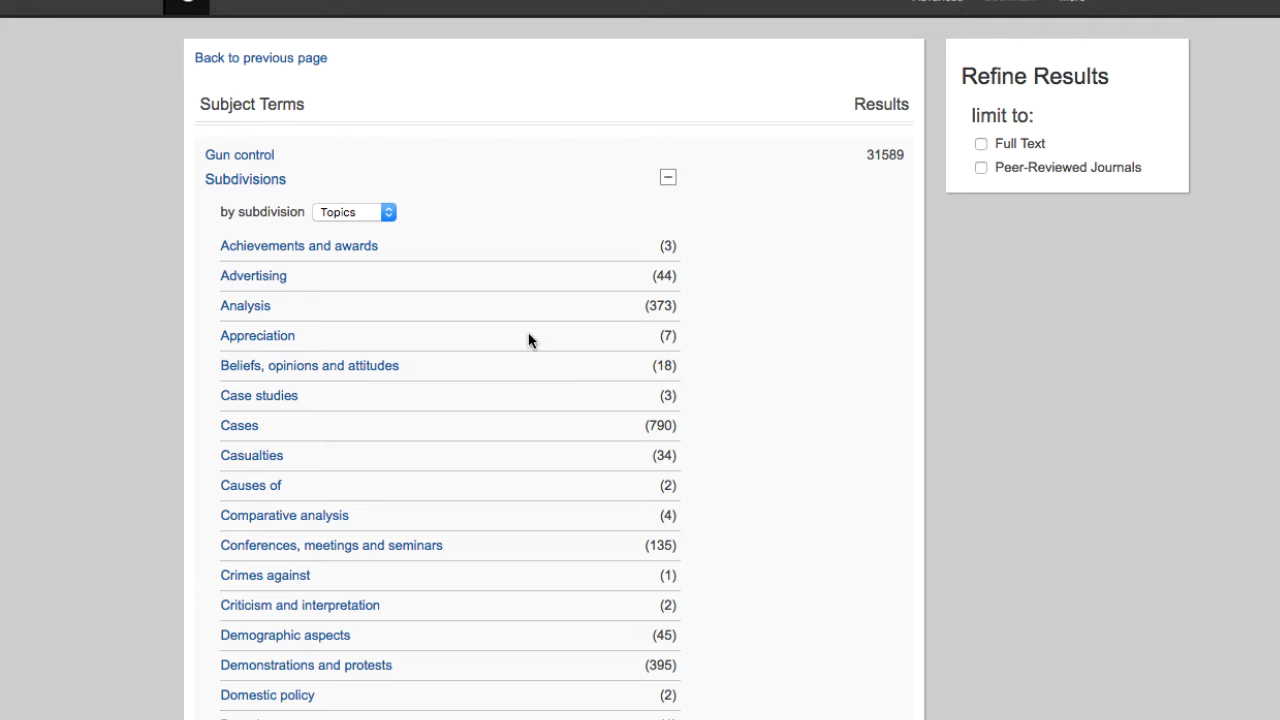 Back to previous page
Subject Terms Results
Gun control 31589
Subdivisions
by subdivision Topics
Achievements and awards (3)
Advertising (44)
Analysis (373)
Appreciation (7)
Beliefs, opinions and attitudes (18)
Case studies (3)
Cases (790)
Casualties (34)
Causes of (2)
Comparative analysis (4)
Conferences, meetings and seminars (135)
Crimes against (1)
Criticism and interpretation (2)
Demographic aspects (45)
Demonstrations and protests (395)
Domestic policy (2)
Refine Results
limit to:
Full Text
Peer-Reviewed Journals